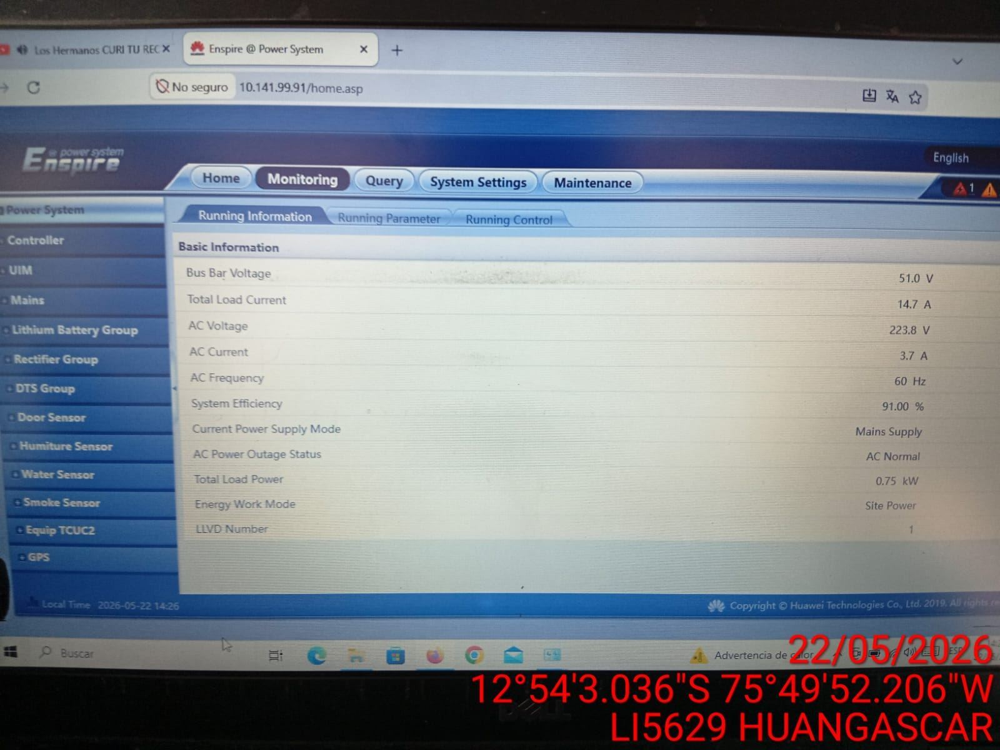 Los Hermanos CURI TU REC
Enspire @ Power System
No seguro 10.141.99.91/home.asp
Enspire power system
English
Home Monitoring Query System Settings Maintenance
1
Power System
Running Information Running Parameter Running Control
Controller
Basic Information
UIM
Bus Bar Voltage 51.0 V
Mains
Total Load Current 14.7 A
Lithium Battery Group
AC Voltage 223.8 V
Rectifier Group
AC Current 3.7 A
DTS Group
AC Frequency 60 Hz
Door Sensor
System Efficiency 91.00 %
Humiture Sensor
Current Power Supply Mode Mains Supply
Water Sensor
AC Power Outage Status AC Normal
Smoke Sensor
Total Load Power 0.75 kW
Equip TCUC2
Energy Work Mode Site Power
GPS
LLVD Number 1
Local Time 2026-05-22 14:26
Copyright © Huawei Technologies Co., Ltd. 2019. All rights re
Buscar
Advertencia de calor
ESP
22/05/2026
12°54'3.036"S 75°49'52.206"W
DELL
LI5629 HUANGASCAR